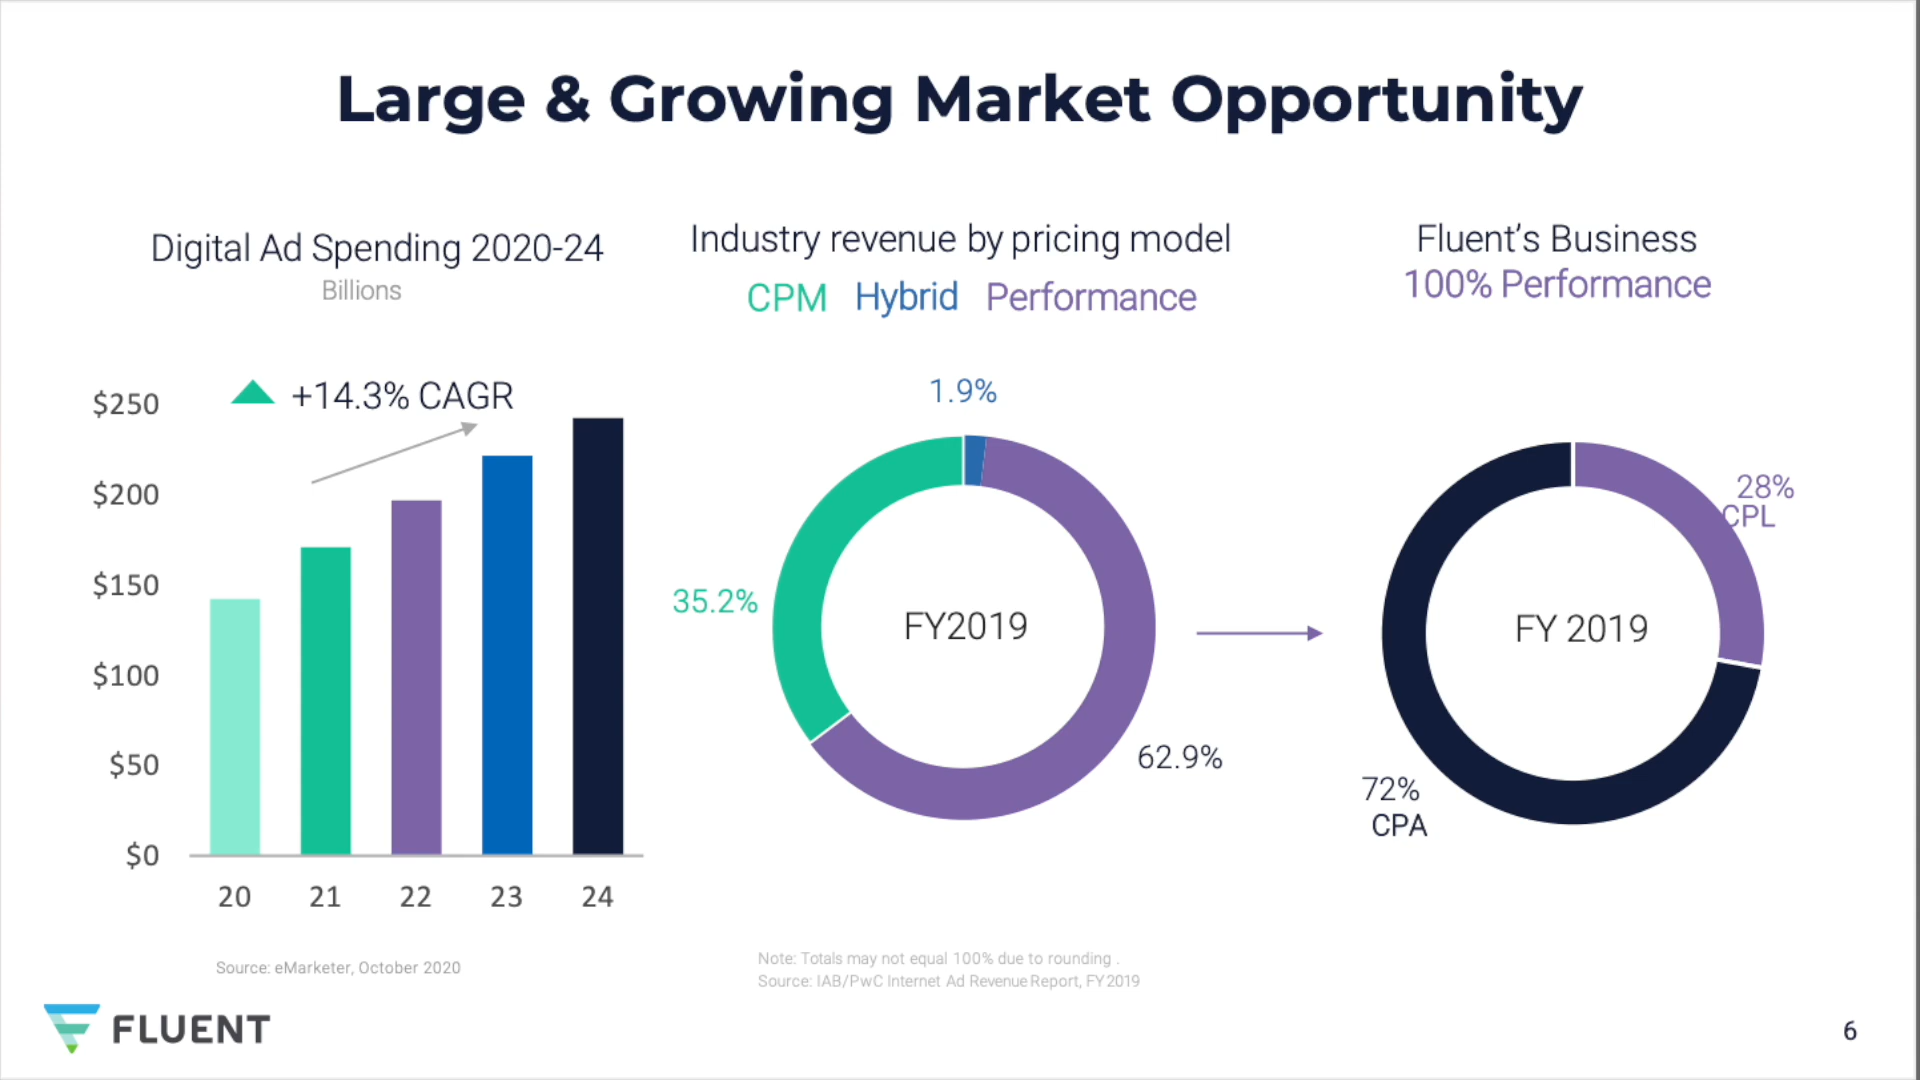 Large & Growing Market Opportunity
Digital Ad Spending 2020-24
Billions
+14.3% CAGR
$250
$200
$150
$100
$50
$0
20 21 22 23 24
Source: eMarketer, October 2020
Industry revenue by pricing model
CPM Hybrid Performance
1.9%
35.2%
FY2019
62.9%
Note: Totals may not equal 100% due to rounding .
Source: IAB/PwC Internet Ad Revenue Report, FY2019
Fluent’s Business
100% Performance
28%
CPL
FY 2019
72%
CPA
FLUENT
6